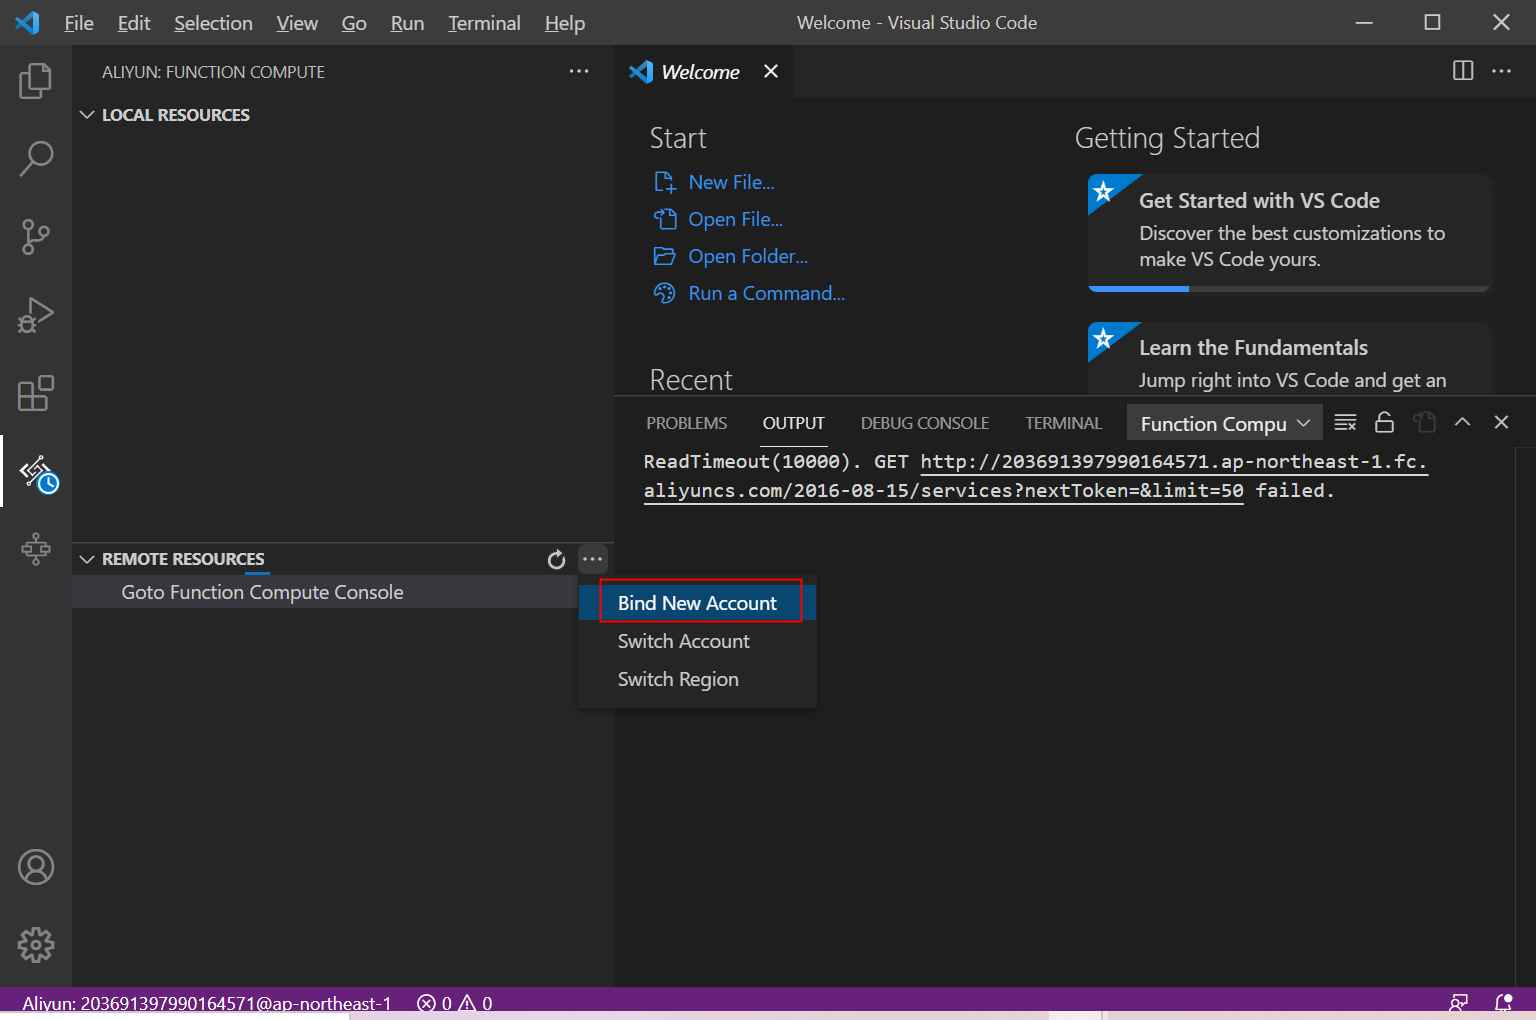 File Edit Selection View Go Run Terminal Help Welcome - Visual Studio Code
ALIYUN: FUNCTION COMPUTE
LOCAL RESOURCES
Welcome
Start
New File...
Open File...
Open Folder...
Run a Command...
Recent
Getting Started
Get Started with VS Code
Discover the best customizations to
make VS Code yours.
Learn the Fundamentals
Jump right into VS Code and get an
PROBLEMS OUTPUT DEBUG CONSOLE TERMINAL Function Compu
ReadTimeout(10000). GET http://203691397990164571.ap-northeast-1.fc.
aliyuncs.com/2016-08-15/services?nextToken=&limit=50 failed.
REMOTE RESOURCES
Goto Function Compute Console
Bind New Account
Switch Account
Switch Region
Aliyun: 203691397990164571@ap-northeast-1 0 0